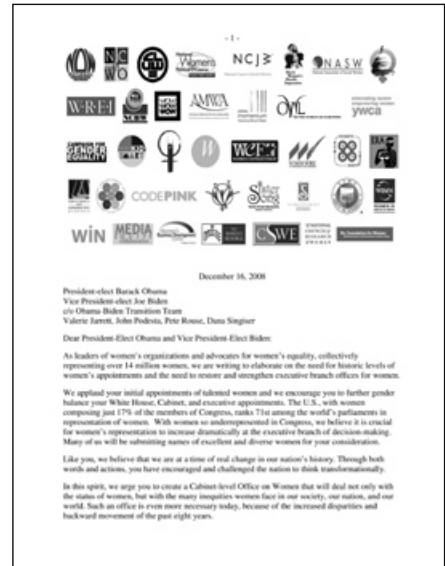 - 1 -
N C
W O
National Women's
NCJW
NASW
W·R·E·I
NCBW
NOW
AMWA
OWL
ywca
GENDER
EQUALITY
W
WCF
ERA
CODEPINK
Sister Song
WiN
MEDIA
CSWE
December 16, 2008
President-elect Barack Obama
Vice President-elect Joe Biden
c/o Obama-Biden Transition Team
Valerie Jarrett, John Podesta, Pete Rouse, Dana Singiser
Dear President-Elect Obama and Vice President-Elect Biden:
As leaders of women's organizations and advocates for women's equality, collectively
representing over 14 million women, we are writing to elaborate on the need for historic levels of
women's appointments and the need to restore and strengthen executive branch offices for women.
We applaud your initial appointments of talented women and we encourage you to further gender
balance your White House, Cabinet, and executive appointments. The U.S., with women
composing just 17% of the members of Congress, ranks 71st among the world's parliaments in
representation of women. With women so underrepresented in Congress, we believe it is crucial
for women's representation to increase dramatically at the executive branch of decision-making.
Many of us will be submitting names of excellent and diverse women for your consideration.
Like you, we believe that we are at a time of real change in our nation's history. Through both
words and actions, you have encouraged and challenged the nation to think transformationally.
In this spirit, we urge you to create a Cabinet-level Office on Women that will deal not only with
the status of women, but with the many inequities women face in our society, our nation, and our
world. Such an office is even more necessary today, because of the increased disparities and
backward movement of the past eight years.